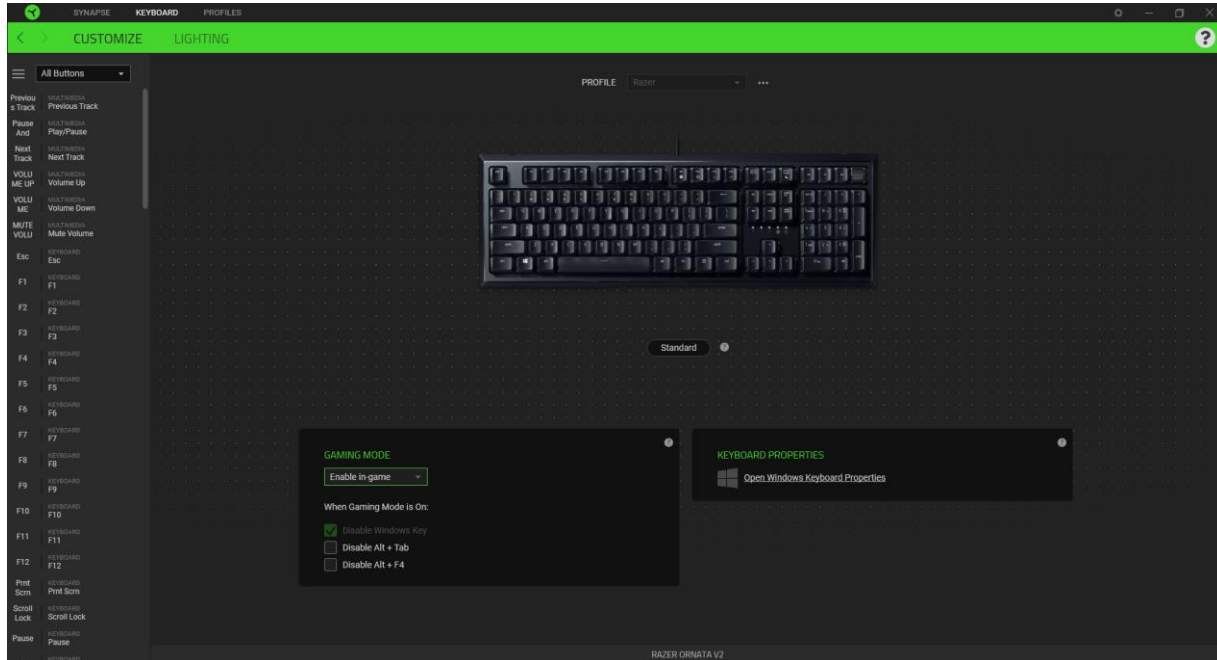 SYNAPSE KEYBOARD PROFILES
CUSTOMIZE LIGHTING
?
All Buttons
PROFILE Razer
Previou
s Track
MULTIMEDIA
Previous Track
Pause
And
MULTIMEDIA
Play/Pause
Next
Track
MULTIMEDIA
Next Track
VOLU
ME UP
MULTIMEDIA
Volume Up
VOLU
ME
MULTIMEDIA
Volume Down
MUTE
VOLU
MULTIMEDIA
Mute Volume
Esc
KEYBOARD
Esc
F1
KEYBOARD
F1
F2
KEYBOARD
F2
F3
KEYBOARD
F3
F4
KEYBOARD
F4
F5
KEYBOARD
F5
F6
KEYBOARD
F6
F7
KEYBOARD
F7
F8
KEYBOARD
F8
F9
KEYBOARD
F9
F10
KEYBOARD
F10
F11
KEYBOARD
F11
F12
KEYBOARD
F12
Prnt
Scrn
KEYBOARD
Prnt Scrn
Scroll
Lock
KEYBOARD
Scroll Lock
Pause
KEYBOARD
Pause
KEYBOARD
Standard ?
GAMING MODE
Enable in-game
When Gaming Mode is On:
Disable Windows Key
Disable Alt + Tab
Disable Alt + F4
?
KEYBOARD PROPERTIES
Open Windows Keyboard Properties
?
RAZER ORNATA V2